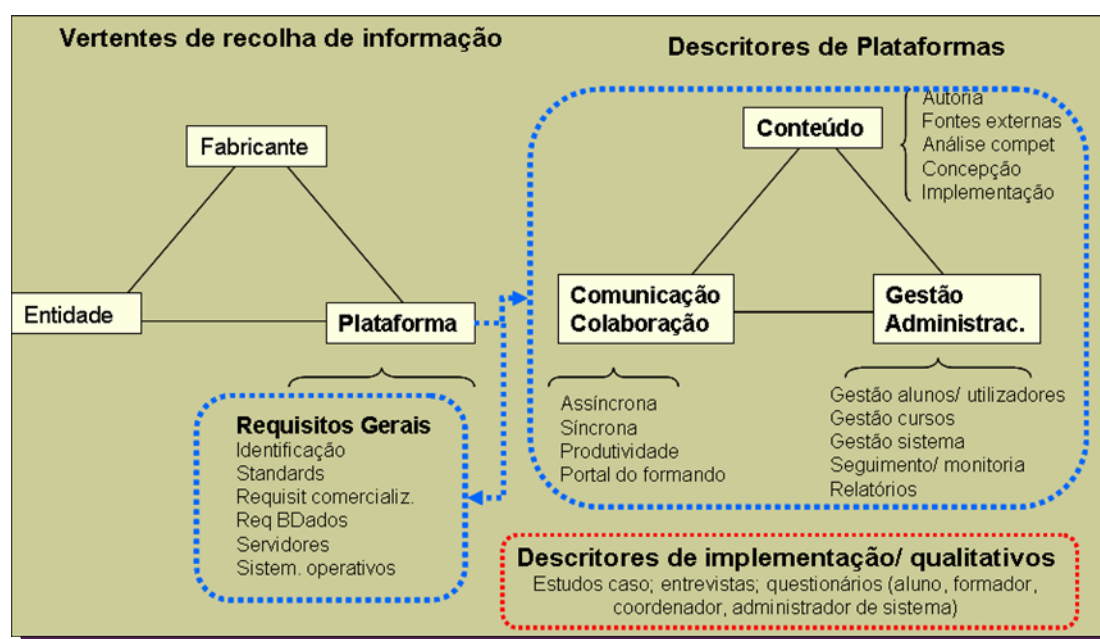 Vertentes de recolha de informação
Fabricante
Entidade
Plataforma
Requisitos Gerais
Identificação
Standards
Requisit comercializ.
Req BDados
Servidores
Sistem. operativos
Descritores de Plataformas
Conteúdo
Autoria
Fontes externas
Análise compet
Concepção
Implementação
Comunicação
Colaboração
Assíncrona
Síncrona
Produtividade
Portal do formando
Gestão
Administrac.
Gestão alunos/ utilizadores
Gestão cursos
Gestão sistema
Seguimento/ monitoria
Relatórios
Descritores de implementação/ qualitativos
Estudos caso; entrevistas; questionários (aluno, formador,
coordenador, administrador de sistema)